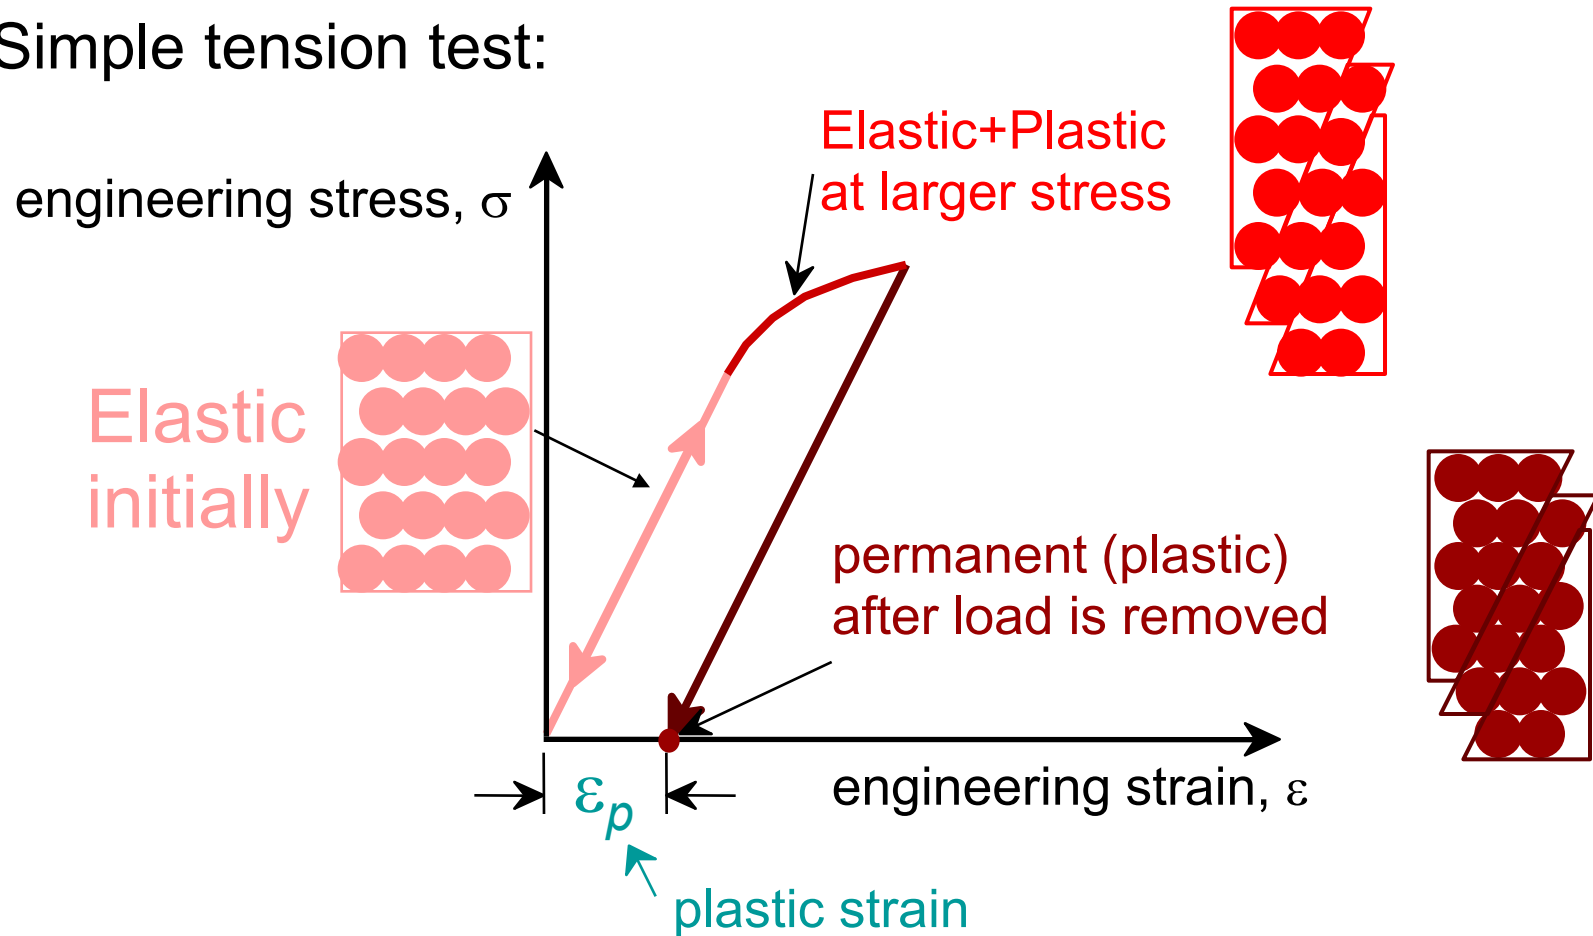 Simple tension test:
engineering stress, σ
Elastic+Plastic
at larger stress
Elastic
initially
permanent (plastic)
after load is removed
engineering strain, ε
εp
plastic strain